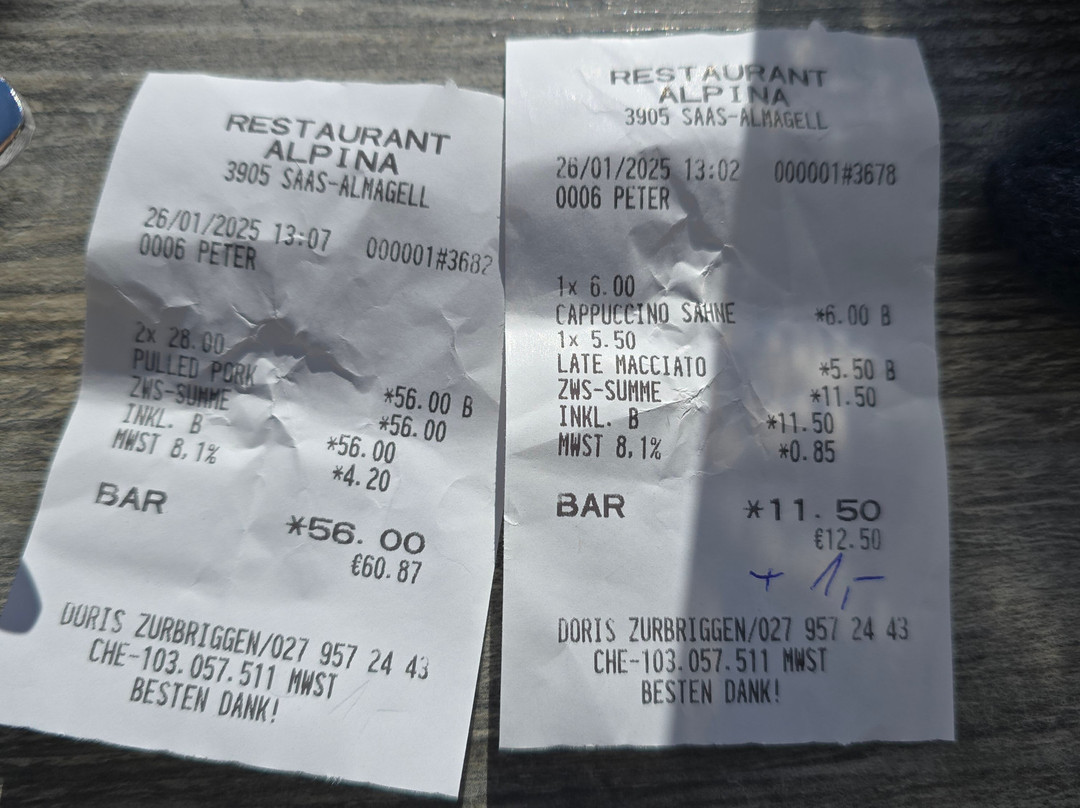 RESTAURANT
ALPINA
3905 SAAS-ALMAGELL
26/01/2025 13:07 000001#3682
0006 PETER
2x 28.00
PULLED PORK *56.00 B
ZWS-SUMME *56.00
INKL. B *56.00
MWST 8,1% *4.20
BAR *56.00
€60.87
DORIS ZURBRIGGEN/027 957 24 43
CHE-103.057.511 MWST
BESTEN DANK!
RESTAURANT
ALPINA
3905 SAAS-ALMAGELL
26/01/2025 13:02 000001#3678
0006 PETER
1x 6.00
CAPPUCCINO SAHNE *6.00 B
1x 5.50
LATE MACCIATO *5.50 B
ZWS-SUMME *11.50
INKL. B *11.50
MWST 8,1% *0.85
BAR *11.50
€12.50
+ 1,-
DORIS ZURBRIGGEN/027 957 24 43
CHE-103.057.511 MWST
BESTEN DANK!